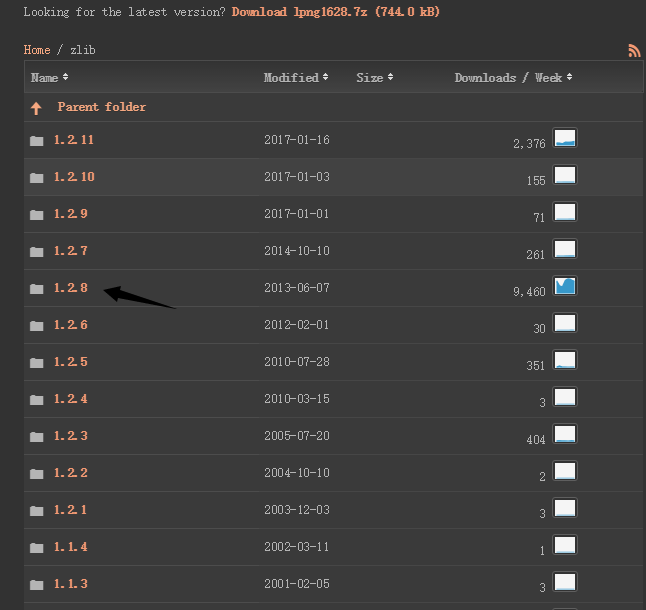 Looking for the latest version? Download lpng1628.7z (744.0 kB)
Home / zlib
Name Modified Size Downloads / Week
Parent folder
1.2.11 2017-01-16 2,376
1.2.10 2017-01-03 155
1.2.9 2017-01-01 71
1.2.7 2014-10-10 261
1.2.8 2013-06-07 9,460
1.2.6 2012-02-01 30
1.2.5 2010-07-28 351
1.2.4 2010-03-15 3
1.2.3 2005-07-20 404
1.2.2 2004-10-10 2
1.2.1 2003-12-03 3
1.1.4 2002-03-11 1
1.1.3 2001-02-05 3